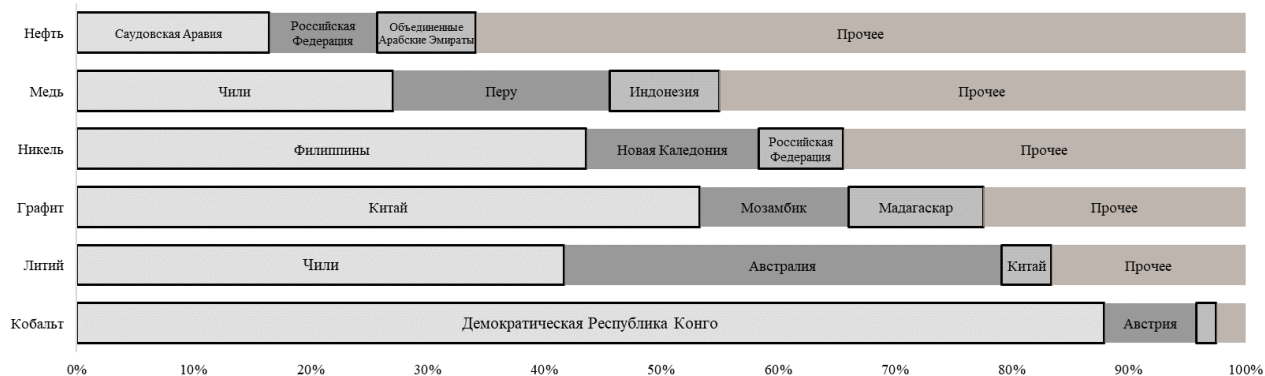 Нефть
Саудовская Аравия
Российская
Федерация
Объединенные
Арабские Эмираты
Прочее
Медь
Чили
Перу
Индонезия
Прочее
Никель
Филиппины
Новая Каледония
Российская
Федерация
Прочее
Графит
Китай
Мозамбик
Мадагаскар
Прочее
Литий
Чили
Австралия
Китай
Прочее
Кобальт
Демократическая Республика Конго
Австрия
0% 10% 20% 30% 40% 50% 60% 70% 80% 90% 100%